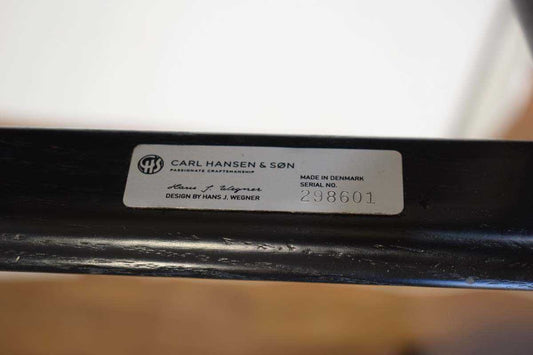 CHS
CARL HANSEN & SØN
PASSIONATE CRAFTSMANSHIP
Hans J. Wegner
DESIGN BY HANS J. WEGNER
MADE IN DENMARK
SERIAL NO.
298601